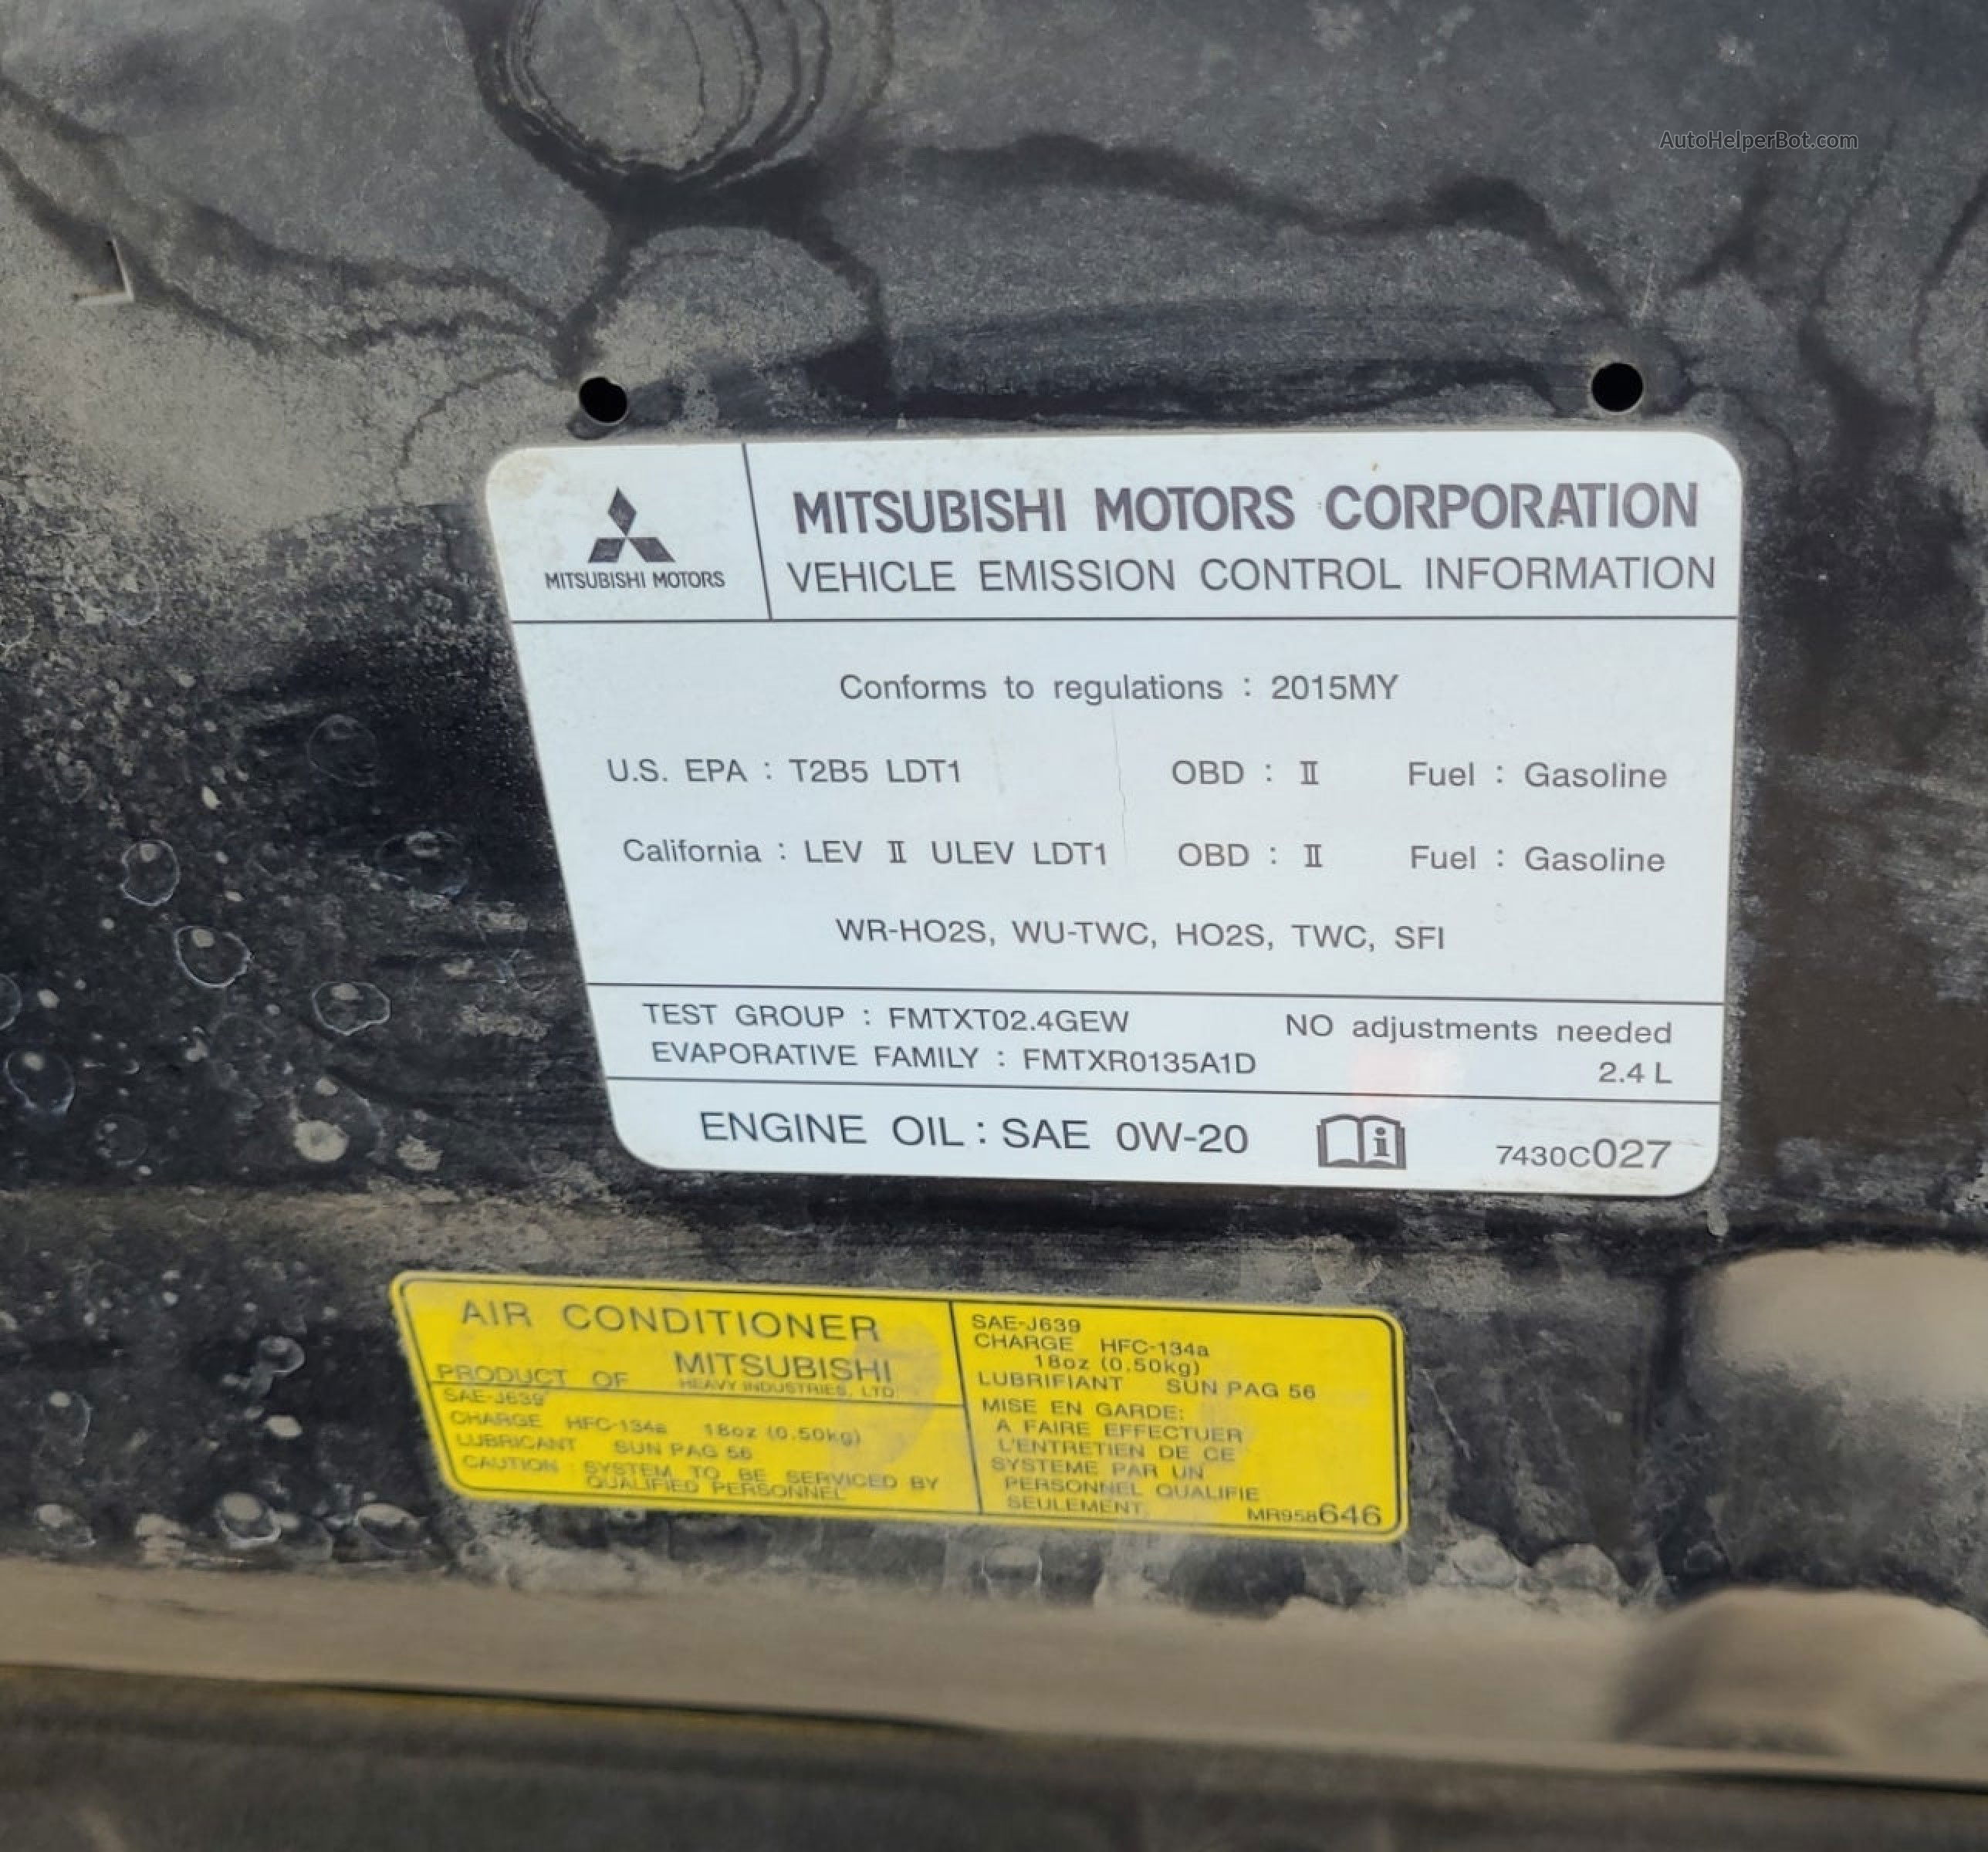 AutoHelperBot.com
MITSUBISHI MOTORS
MITSUBISHI MOTORS CORPORATION
VEHICLE EMISSION CONTROL INFORMATION
Conforms to regulations : 2015MY
U.S. EPA : T2B5 LDT1 OBD : II Fuel : Gasoline
California : LEV II ULEV LDT1 OBD : II Fuel : Gasoline
WR-HO2S, WU-TWC, HO2S, TWC, SFI
TEST GROUP : FMTXT02.4GEW NO adjustments needed
EVAPORATIVE FAMILY : FMTXR0135A1D 2.4 L
ENGINE OIL : SAE 0W-20 7430C027
AIR CONDITIONER
PRODUCT OF MITSUBISHI
HEAVY INDUSTRIES, LTD.
SAE-J639
CHARGE HFC-134a 18oz (0.50kg)
LUBRICANT SUN PAG 56
CAUTION : SYSTEM TO BE SERVICED BY
QUALIFIED PERSONNEL
SAE-J639
CHARGE HFC-134a
18oz (0.50kg)
LUBRIFIANT SUN PAG 56
MISE EN GARDE:
A FAIRE EFFECTUER
L'ENTRETIEN DE CE
SYSTEME PAR UN
PERSONNEL QUALIFIE
SEULEMENT.
MR958646